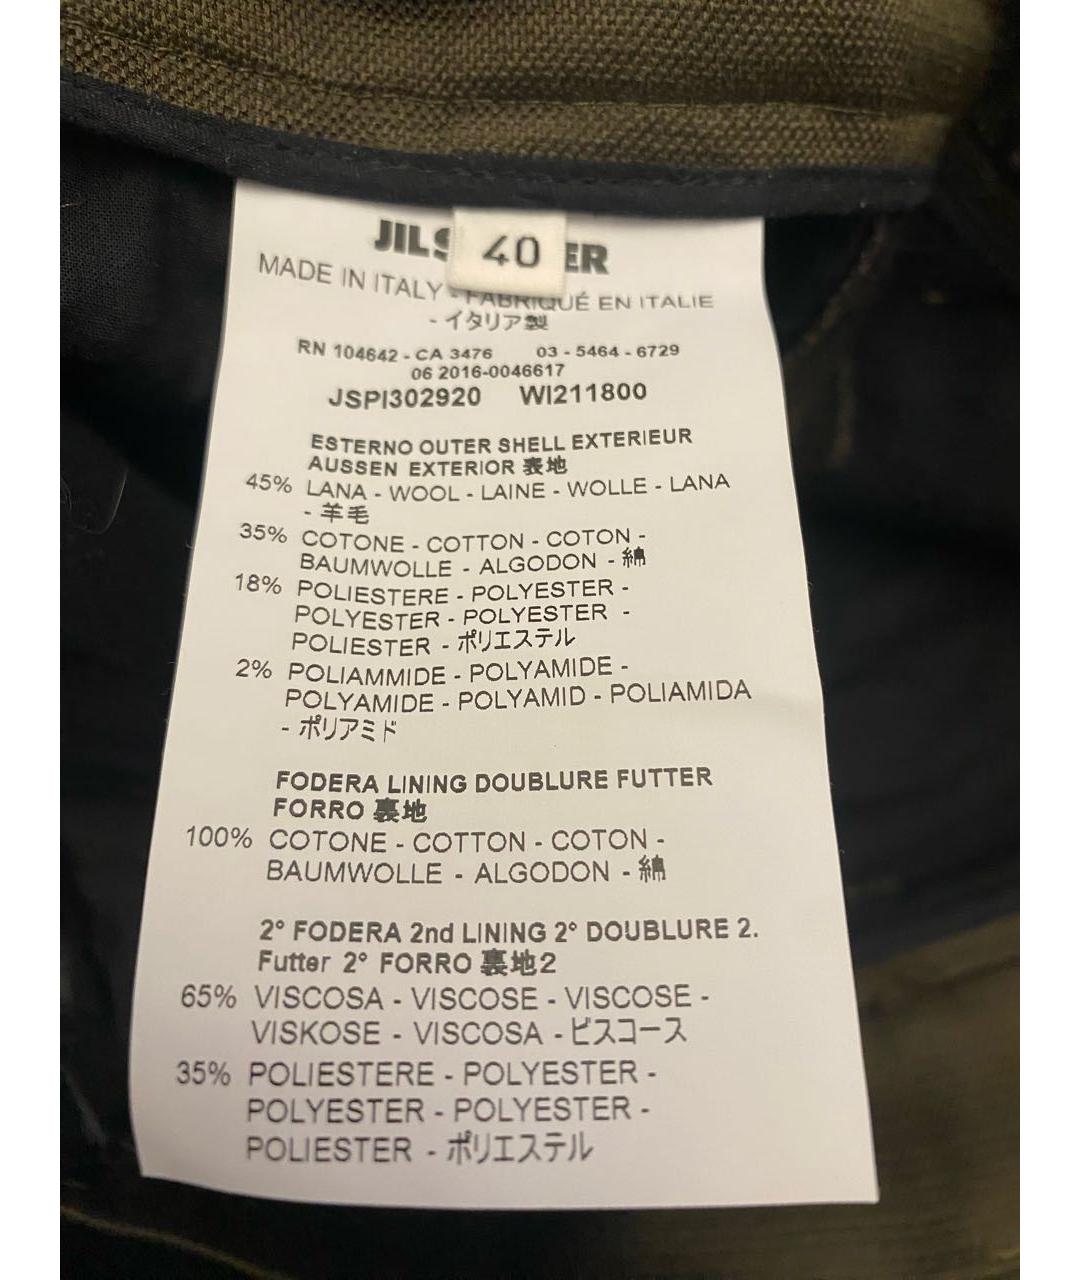 40
MADE IN ITALY - FABRIQUÉ EN ITALIE
- イタリア製
RN 104642 - CA 3476 03 - 5464 - 6729
06 2016-0046617
JSPI302920 WI211800
ESTERNO OUTER SHELL EXTERIEUR
AUSSEN EXTERIOR 表地
45% LANA - WOOL - LAINE - WOLLE - LANA
- 羊毛
35% COTONE - COTTON - COTON -
BAUMWOLLE - ALGODON - 綿
18% POLIESTERE - POLYESTER -
POLYESTER - POLYESTER -
POLIESTER - ポリエステル
2% POLIAMMIDE - POLYAMIDE -
POLYAMIDE - POLYAMID - POLIAMIDA
- ポリアミド
FODERA LINING DOUBLURE FUTTER
FORRO 裏地
100% COTONE - COTTON - COTON -
BAUMWOLLE - ALGODON - 綿
2° FODERA 2nd LINING 2° DOUBLURE 2.
Futter 2° FORRO 裏地2
65% VISCOSA - VISCOSE - VISCOSE -
VISKOSE - VISCOSA - ビスコース
35% POLIESTERE - POLYESTER -
POLYESTER - POLYESTER -
POLIESTER - ポリエステル